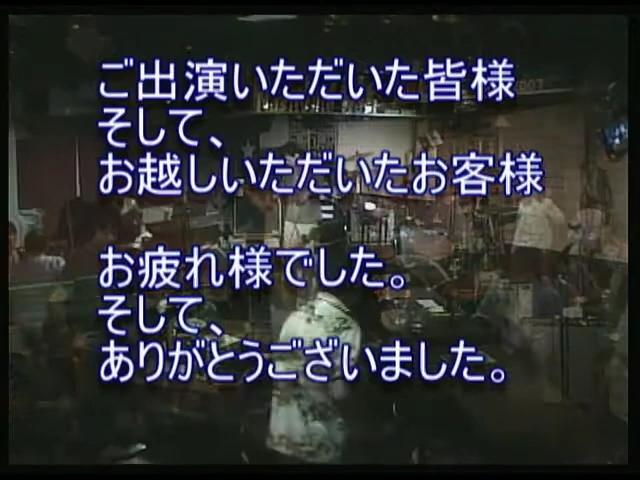 ご出演いただいた皆様
そして、
お越しいただいたお客様
お疲れ様でした。
そして、
ありがとうございました。